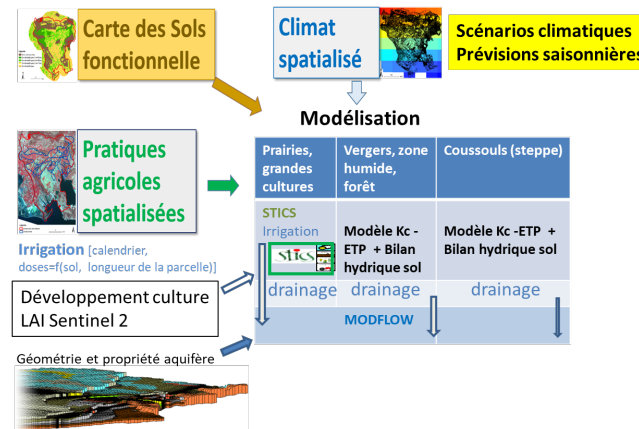 Carte des Sols
fonctionnelle
Climat
spatialisé
Scénarios climatiques
Prévisions saisonnières
Modélisation
Pratiques
agricoles
spatialisées
Prairies,
grandes
cultures
Vergers, zone
humide,
forêt
Coussouls (steppe)
STICS
Irrigation
stics
Modèle Kc -
ETP + Bilan
hydrique sol
Modèle Kc -ETP +
Bilan hydrique sol
Irrigation [calendrier,
doses=f(sol, longueur de la parcelle)]
Développement culture
LAI Sentinel 2
drainage
drainage
drainage
MODFLOW
Géométrie et propriété aquifère